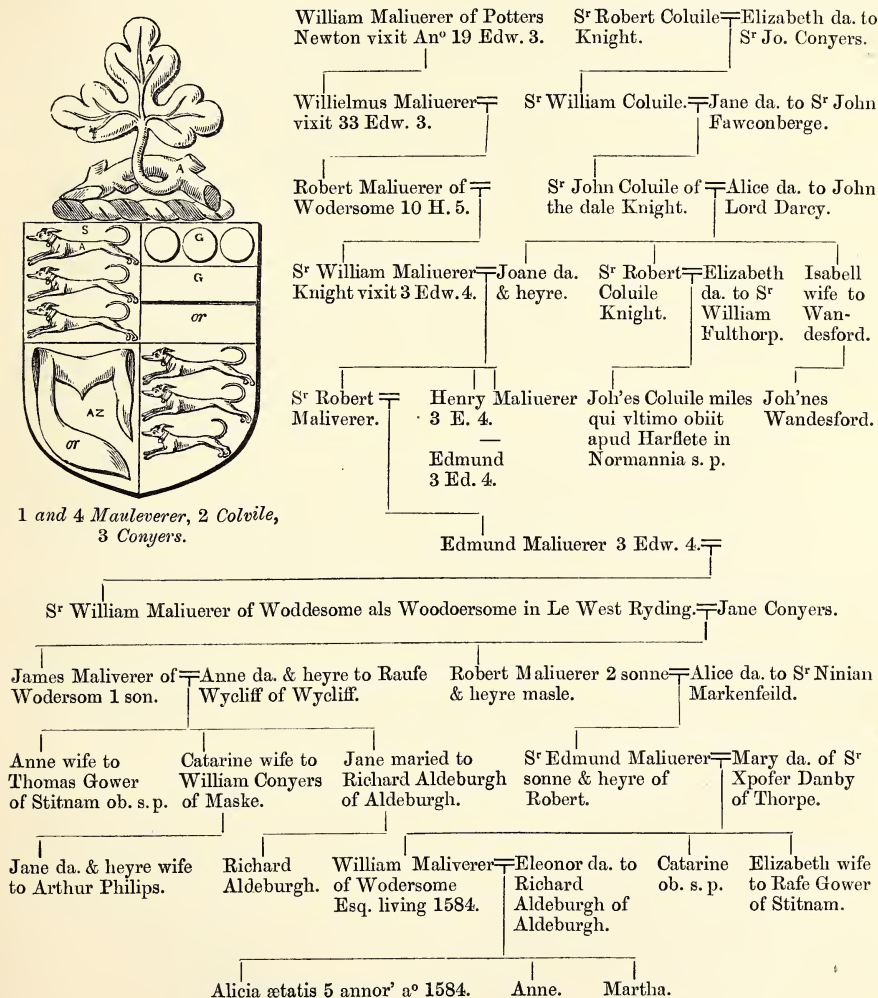 William Maliuerer of Potters
Newton vixit Anº 19 Edw. 3.
Sʳ Robert Coluile
Knight.
Elizabeth da. to
Sʳ Jo. Conyers.
Willielmus Maliuerer
vixit 33 Edw. 3.
Sʳ William Coluile.
Jane da. to Sʳ John
Fawconberge.
Robert Maliuerer of
Wodersome 10 H. 5.
Sʳ John Coluile of
the dale Knight.
Alice da. to John
Lord Darcy.
Sʳ William Maliuerer
Knight vixit 3 Edw. 4.
Joane da.
& heyre.
Sʳ Robert
Coluile
Knight.
Elizabeth
da. to Sʳ
William
Fulthorp.
Isabell
wife to
Wan-
desford.
Sʳ Robert
Maliverer.
Henry Maliuerer
3 E. 4.
Edmund
3 Ed. 4.
Joh'es Coluile miles
qui vltimo obiit
apud Harflete in
Normannia s. p.
Joh'nes
Wandesford.
A
A
S
A
G
G
or
AZ
or
1 and 4 Mauleverer, 2 Colvile,
3 Conyers.
Edmund Maliuerer 3 Edw. 4.
Sʳ William Maliuerer of Woddesome als Woodoersome in Le West Ryding.
Jane Conyers.
James Maliverer of
Wodersom 1 son.
Anne da. & heyre to Raufe
Wycliff of Wycliff.
Robert Maliuerer 2 sonne
& heyre masle.
Alice da. to Sʳ Ninian
Markenfeild.
Anne wife to
Thomas Gower
of Stitnam ob. s. p.
Catarine wife to
William Conyers
of Maske.
Jane maried to
Richard Aldeburgh
of Aldeburgh.
Sʳ Edmund Maliuerer
sonne & heyre of
Robert.
Mary da. of Sʳ
Xpofer Danby
of Thorpe.
Jane da. & heyre wife
to Arthur Philips.
Richard
Aldeburgh.
William Maliverer
of Wodersome
Esq. living 1584.
Eleonor da. to
Richard
Aldeburgh of
Aldeburgh.
Catarine
ob. s. p.
Elizabeth wife
to Rafe Gower
of Stitnam.
Alicia ætatis 5 annor' aº 1584.
Anne.
Martha.